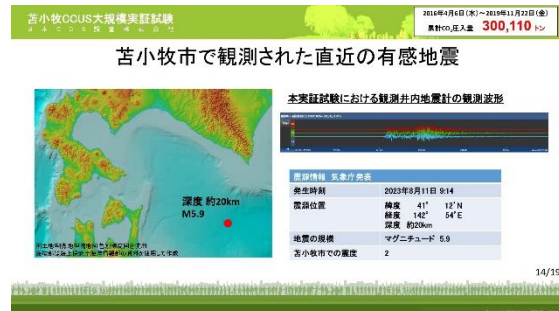 苫小牧CCUS大規模実証試験
2016年4月6日(水)～2019年11月22日(金)
累計CO₂圧入量 300,110 トン
苫小牧市で観測された直近の有感地震
本実証試験における観測井内地震計の観測波形
深度 約20km
M5.9
震源情報 気象庁発表
発生時刻 2023年8月11日 9:14
震源位置 緯度 41° 12′N
経度 142° 54′E
深度 約20km
地震の規模 マグニチュード 5.9
苫小牧市での震度 2
14/19